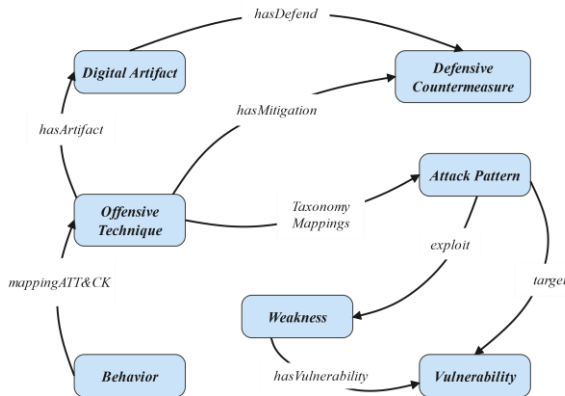 hasDefend
Digital Artifact
Defensive
Countermeasure
hasMitigation
hasArtifact
Attack Pattern
Offensive
Technique
Taxonomy
Mappings
exploit
mappingATT&CK
target
Weakness
Behavior
hasVulnerability
Vulnerability